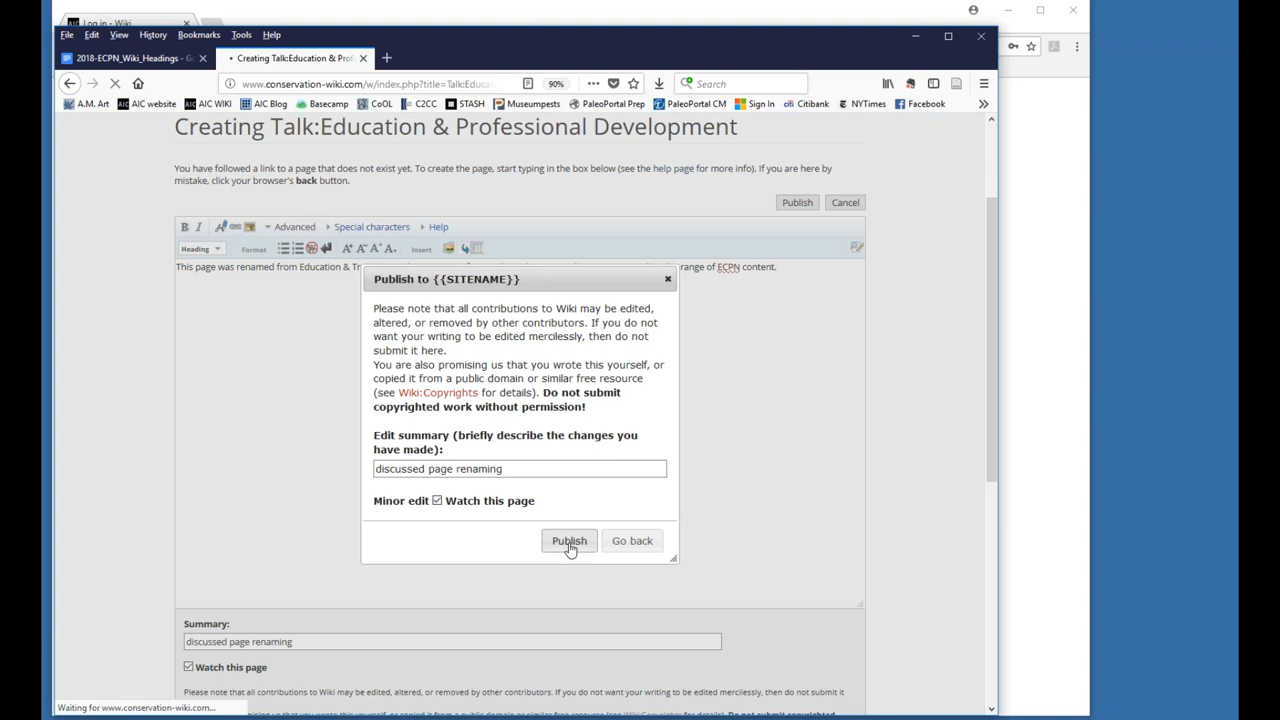 Log in - Wiki
File Edit View History Bookmarks Tools Help
2018-ECPN_Wiki_Headings - G
Creating Talk:Education & Prof
www.conservation-wiki.com/w/index.php?title=Talk:Educat
90%
Search
A.M. Art AIC website AIC WIKI AIC Blog Basecamp CoOL C2CC STASH Museumpests PaleoPortal Prep PaleoPortal CM Sign In Citibank NYTimes Facebook
Creating Talk:Education & Professional Development
You have followed a link to a page that does not exist yet. To create the page, start typing in the box below (see the help page for more info). If you are here by
mistake, click your browser's back button.
Publish Cancel
Advanced Special characters Help
Heading Format Insert
This page was renamed from Education & Tr
range of ECPN content.
Publish to {{SITENAME}}
Please note that all contributions to Wiki may be edited,
altered, or removed by other contributors. If you do not
want your writing to be edited mercilessly, then do not
submit it here.
You are also promising us that you wrote this yourself, or
copied it from a public domain or similar free resource
(see Wiki:Copyrights for details). Do not submit
copyrighted work without permission!
Edit summary (briefly describe the changes you
have made):
discussed page renaming
Minor edit Watch this page
Publish Go back
Summary:
discussed page renaming
Watch this page
Please note that all contributions to Wiki may be edited, altered, or removed by other contributors. If you do not want your writing to be edited mercilessly, then do not submit it
Waiting for www.conservation-wiki.com...